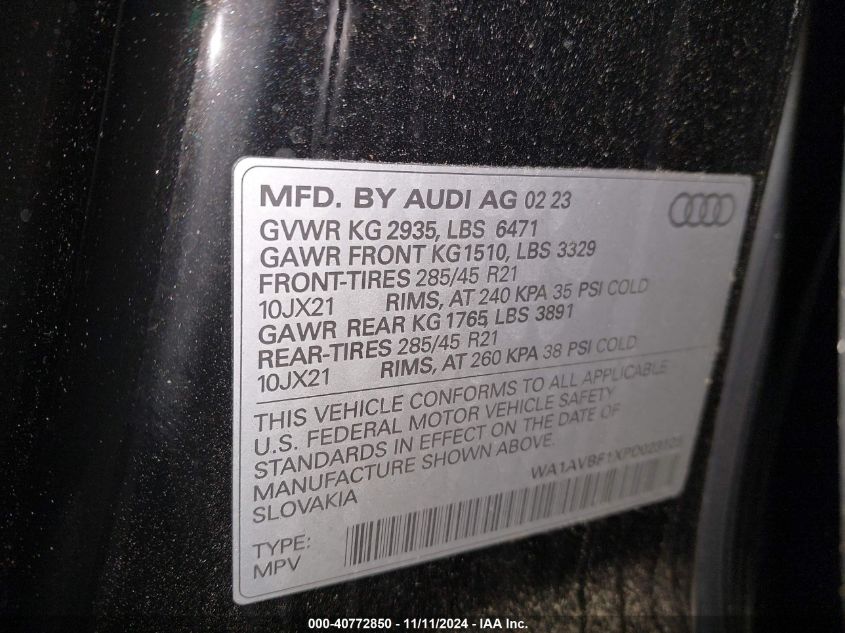 MFD. BY AUDI AG 02 23
GVWR KG 2935, LBS 6471
GAWR FRONT KG1510, LBS 3329
FRONT-TIRES 285/45 R21
10JX21 RIMS, AT 240 KPA 35 PSI COLD
GAWR REAR KG 1765, LBS 3891
REAR-TIRES 285/45 R21
10JX21 RIMS, AT 260 KPA 38 PSI COLD
THIS VEHICLE CONFORMS TO ALL APPLICABLE
U.S. FEDERAL MOTOR VEHICLE SAFETY
STANDARDS IN EFFECT ON THE DATE OF
MANUFACTURE SHOWN ABOVE.
SLOVAKIA
TYPE:
MPV
000-40772850 - 11/11/2024 - IAA Inc.